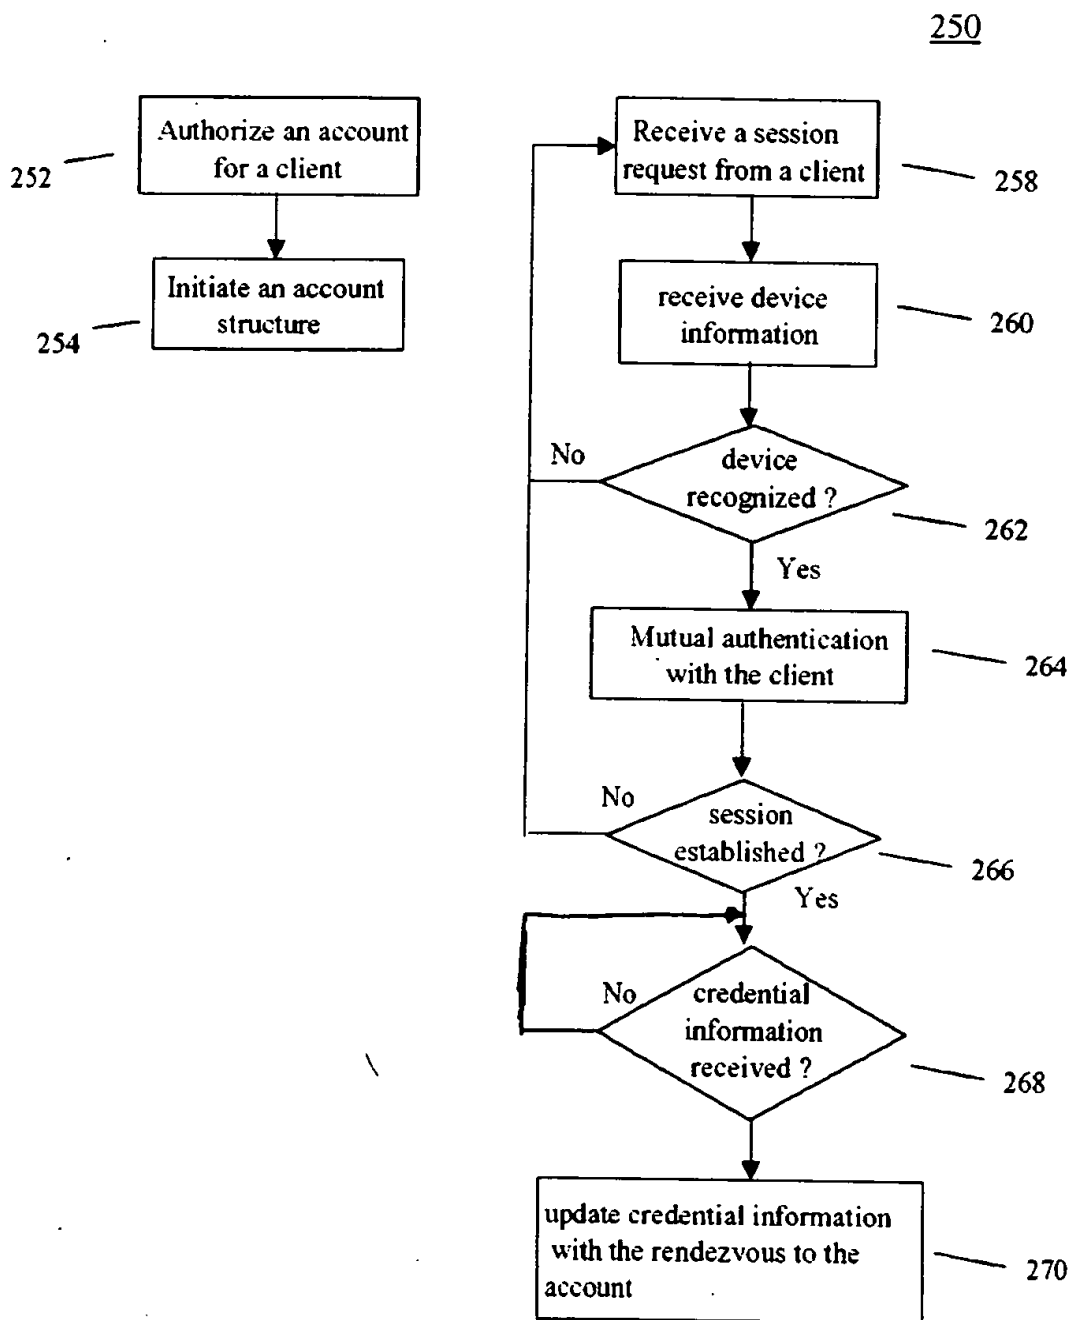 250
Authorize an account
for a client
252
Initiate an account
structure
254
Receive a session
request from a client
258
receive device
information
260
No
device
recognized ?
262
Yes
Mutual authentication
with the client
264
No
session
established ?
266
Yes
No
credential
information
received ?
268
update credential information
with the rendezvous to the
account
270